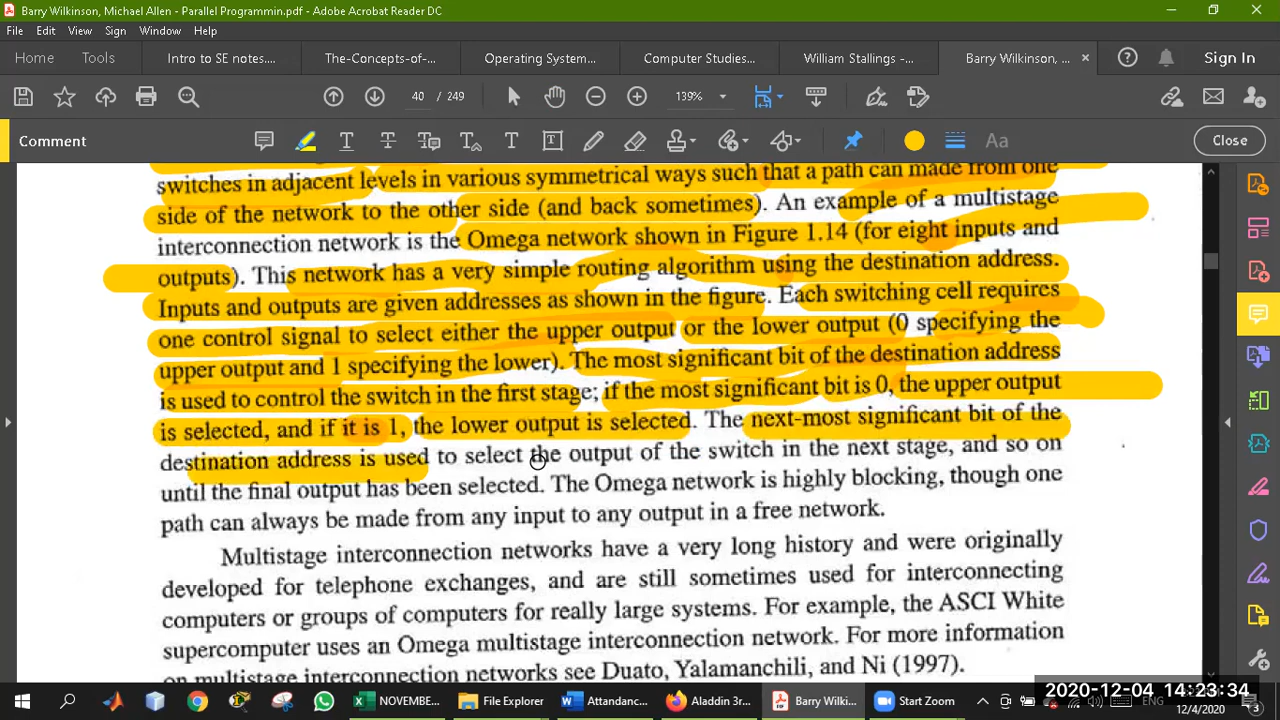 Barry Wilkinson, Michael Allen - Parallel Programmin.pdf - Adobe Acrobat Reader DC
File Edit View Sign Window Help
Home Tools Intro to SE notes.... The-Concepts-of-... Operating System... Computer Studies... William Stallings -... Barry Wilkinson, ... × Sign In
40 / 249 139%
Comment Close
switches in adjacent levels in various symmetrical ways such that a path can made from one
side of the network to the other side (and back sometimes). An example of a multistage
interconnection network is the Omega network shown in Figure 1.14 (for eight inputs and
outputs). This network has a very simple routing algorithm using the destination address.
Inputs and outputs are given addresses as shown in the figure. Each switching cell requires
one control signal to select either the upper output or the lower output (0 specifying the
upper output and 1 specifying the lower). The most significant bit of the destination address
is used to control the switch in the first stage; if the most significant bit is 0, the upper output
is selected, and if it is 1, the lower output is selected. The next-most significant bit of the
destination address is used to select the output of the switch in the next stage, and so on
until the final output has been selected. The Omega network is highly blocking, though one
path can always be made from any input to any output in a free network.
Multistage interconnection networks have a very long history and were originally
developed for telephone exchanges, and are still sometimes used for interconnecting
computers or groups of computers for really large systems. For example, the ASCI White
supercomputer uses an Omega multistage interconnection network. For more information
on multistage interconnection networks see Duato, Yalamanchili, and Ni (1997).
NOVEMBE... File Explorer Attandanc... Aladdin 3r... Barry Wilki... Start Zoom ENG
2020-12-04 14:23:34
12/4/2020